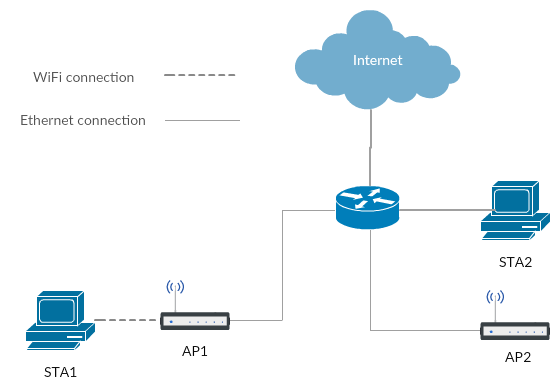 Internet
WiFi connection
Ethernet connection
STA2
AP1
AP2
STA1